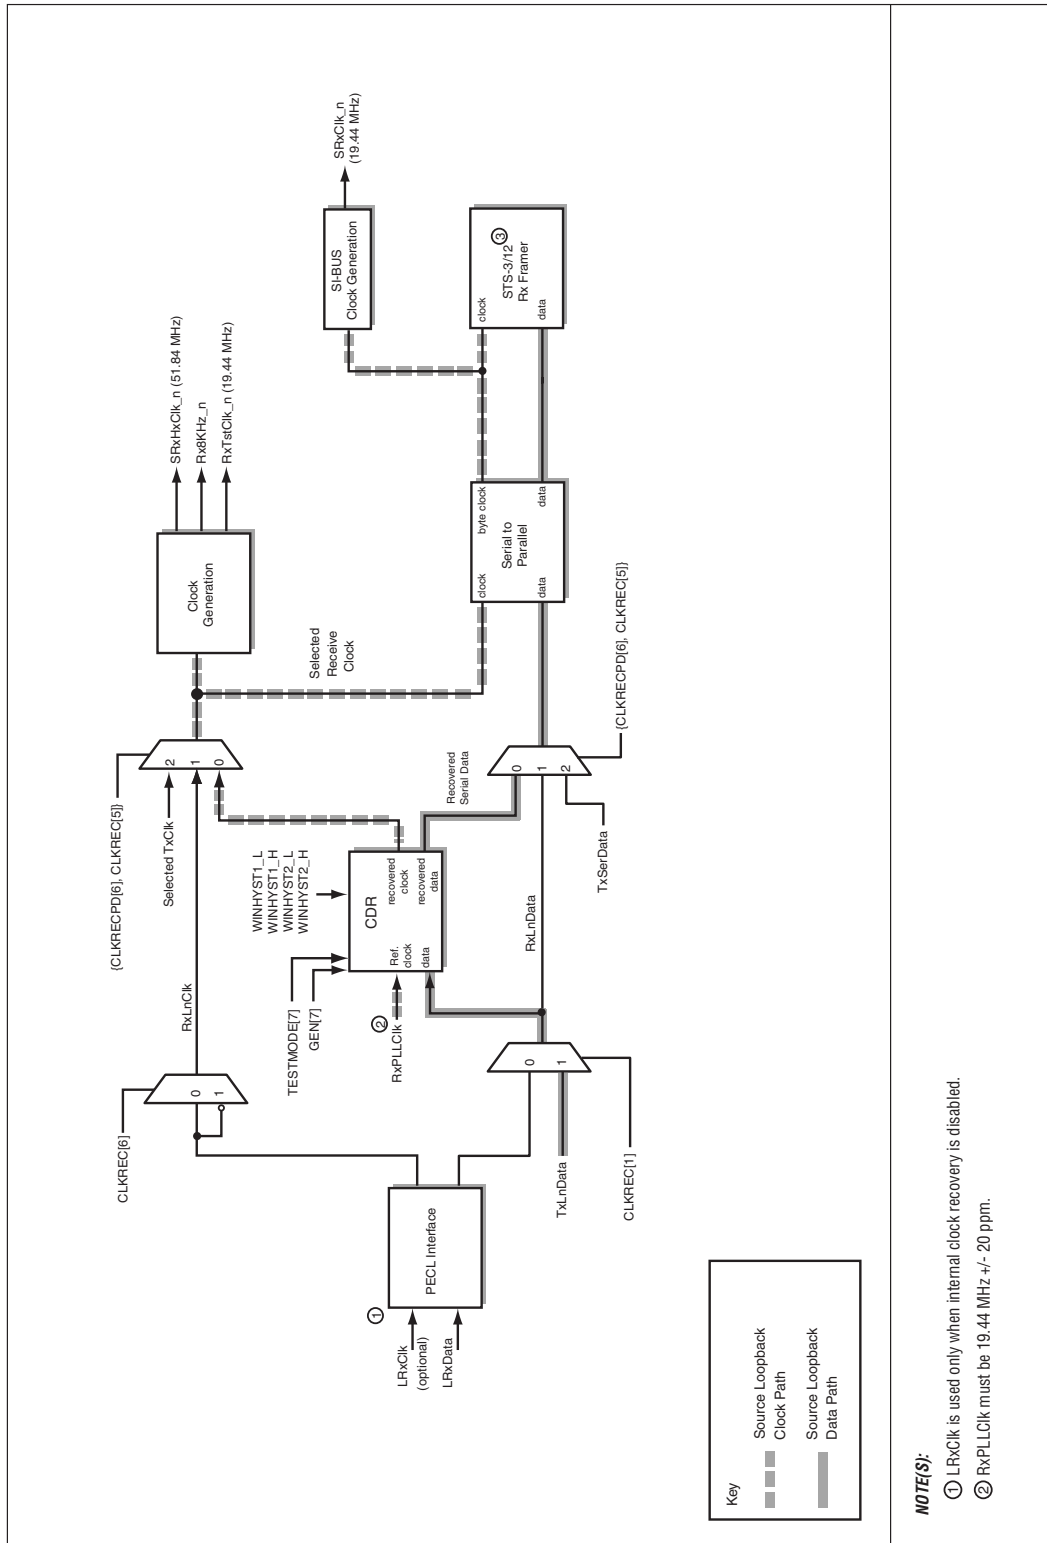 SRxClk_n
(19.44 MHz)
SI-BUS
Clock Generation
STS-3/12
Rx Framer
3
clock
data
SRxHxClk_n (51.84 MHz)
Rx8KHz_n
RxTstClk_n (19.44 MHz)
Clock
Generation
Selected
Receive
Clock
byte clock
data
Serial to
Parallel
clock
data
{CLKRECPD[6], CLKREC[5]}
2
1
0
Selected TxClk
RxLnClk
CLKREC[6]
0
1
Recovered
Serial Data
0
1
2
{CLKRECPD[6], CLKREC[5]}
TxSerData
RxLnData
WINHYST1_L
WINHYST1_H
WINHYST2_L
WINHYST2_H
CDR
recovered
clock
recovered
data
Ref.
clock
data
TESTMODE[7]
GEN[7]
2
RxPLLClk
0
1
TxLnData
CLKREC[1]
PECL Interface
1
LRxClk
(optional)
LRxData
Key
Source Loopback
Clock Path
Source Loopback
Data Path
NOTE(S):
1 LRxClk is used only when internal clock recovery is disabled.
2 RxPLLClk must be 19.44 MHz +/- 20 ppm.